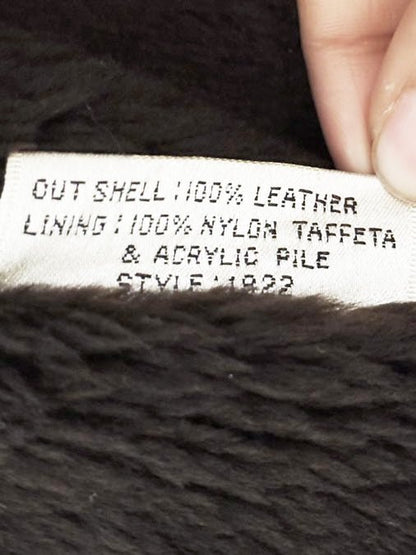 OUT SHELL:100% LEATHER
LINING:100% NYLON TAFFETA
& ACRYLIC PILE
STYLE:1922